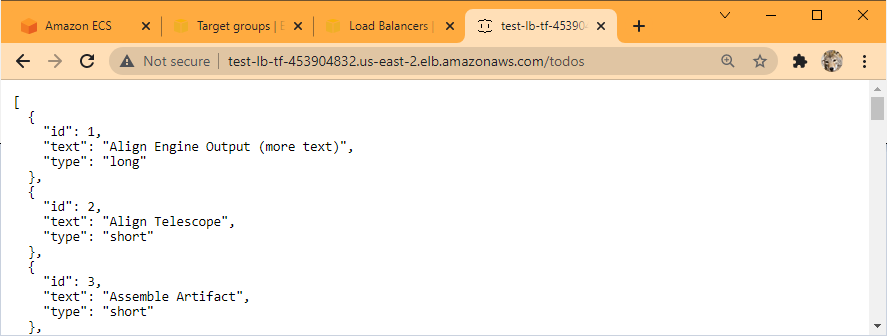 Amazon ECS
Target groups | E
Load Balancers |
test-lb-tf-453904
Not secure
test-lb-tf-453904832.us-east-2.elb.amazonaws.com/todos
[
  {
    "id": 1,
    "text": "Align Engine Output (more text)",
    "type": "long"
  },
  {
    "id": 2,
    "text": "Align Telescope",
    "type": "short"
  },
  {
    "id": 3,
    "text": "Assemble Artifact",
    "type": "short"
  },